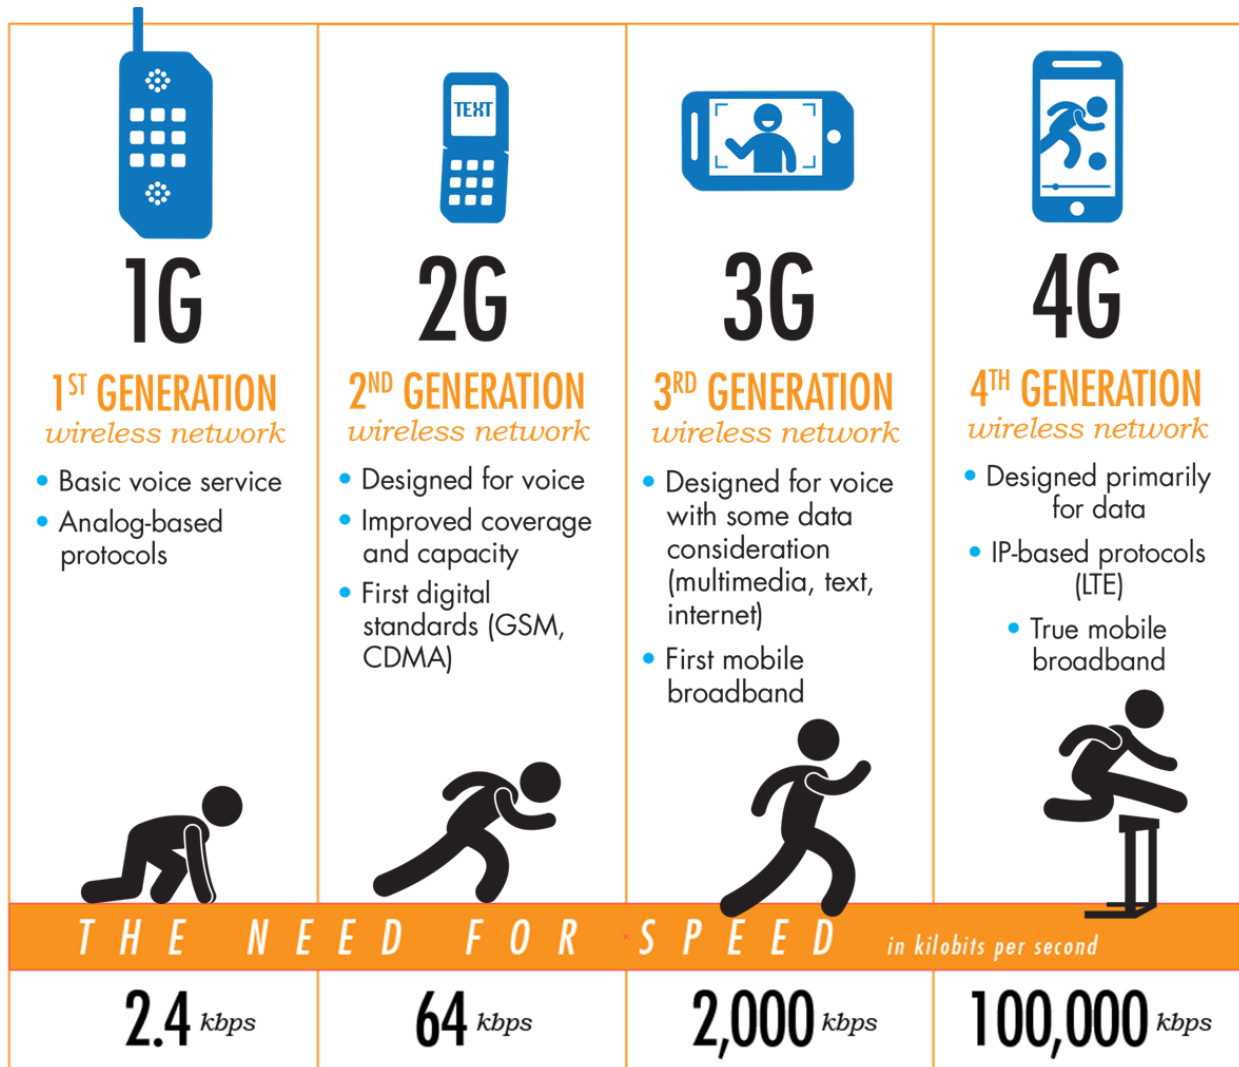 TEXT
1G
1ST GENERATION
wireless network
• Basic voice service
• Analog-based
protocols
2G
2ND GENERATION
wireless network
• Designed for voice
• Improved coverage
and capacity
• First digital
standards (GSM,
CDMA)
3G
3RD GENERATION
wireless network
• Designed for voice
with some data
consideration
(multimedia, text,
internet)
• First mobile
broadband
4G
4TH GENERATION
wireless network
• Designed primarily
for data
• IP-based protocols
(LTE)
• True mobile
broadband
THE NEED FOR SPEED in kilobits per second
2.4 kbps
64 kbps
2,000 kbps
100,000 kbps